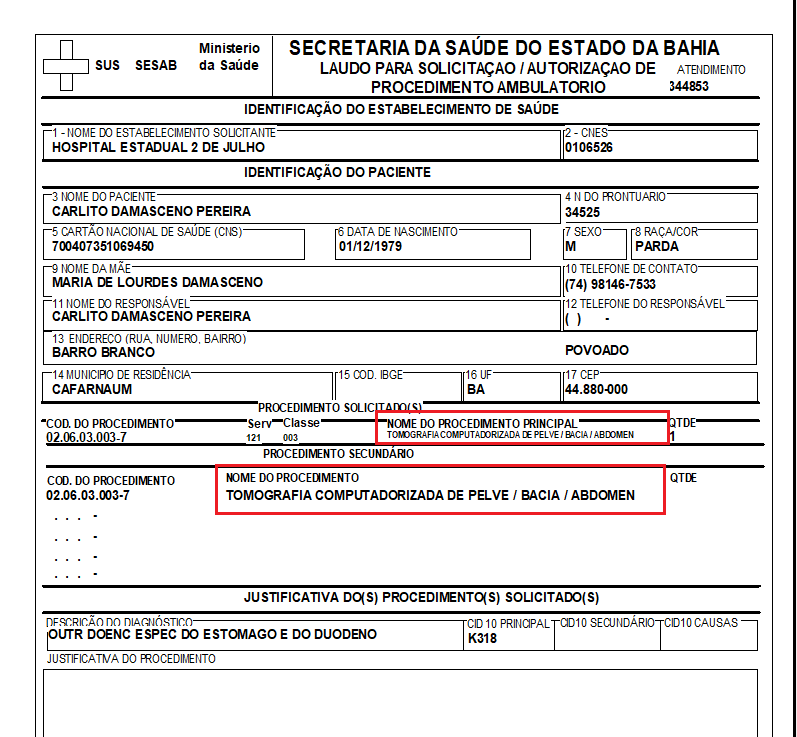 Ministerio
SUS SESAB da Saúde
SECRETARIA DA SAÚDE DO ESTADO DA BAHIA
LAUDO PARA SOLICITAÇAO / AUTORIZAÇAO DE
PROCEDIMENTO AMBULATORIO
ATENDIMENTO
344853
IDENTIFICAÇÃO DO ESTABELECIMENTO DE SAÚDE
1 - NOME DO ESTABELECIMENTO SOLICITANTE 2 - CNES
HOSPITAL ESTADUAL 2 DE JULHO 0106526
IDENTIFICAÇÃO DO PACIENTE
3 NOME DO PACIENTE 4 N DO PRONTUARIO
CARLITO DAMASCENO PEREIRA 34525
5 CARTÃO NACIONAL DE SAÚDE (CNS) 6 DATA DE NASCIMENTO 7 SEXO 8 RAÇA/COR
700407351069450 01/12/1979 M PARDA
9 NOME DA MÃE 10 TELEFONE DE CONTATO
MARIA DE LOURDES DAMASCENO (74) 98146-7533
11 NOME DO RESPONSÁVEL 12 TELEFONE DO RESPONSÁVEL
CARLITO DAMASCENO PEREIRA ( ) -
13 ENDEREÇO (RUA, NUMERO, BAIRRO)
BARRO BRANCO POVOADO
14 MUNICIPIO DE RESIDÊNCIA 15 COD. IBGE 16 UF 17 CEP
CAFARNAUM BA 44.880-000
PROCEDIMENTO SOLICITADO(S)
COD. DO PROCEDIMENTO Serv Classe NOME DO PROCEDIMENTO PRINCIPAL QTDE
02.06.03.003-7 121 003 TOMOGRAFIA COMPUTADORIZADA DE PELVE / BACIA / ABDOMEN 1
PROCEDIMENTO SECUNDÁRIO
COD. DO PROCEDIMENTO NOME DO PROCEDIMENTO QTDE
02.06.03.003-7 TOMOGRAFIA COMPUTADORIZADA DE PELVE / BACIA / ABDOMEN
. . . -
. . . -
. . . -
. . . -
JUSTIFICATIVA DO(S) PROCEDIMENTO(S) SOLICITADO(S)
DESCRIÇÃO DO DIAGNÓSTICO CID 10 PRINCIPAL CID10 SECUNDÁRIO CID10 CAUSAS
OUTR DOENC ESPEC DO ESTOMAGO E DO DUODENO K318
JUSTIFICATIVA DO PROCEDIMENTO